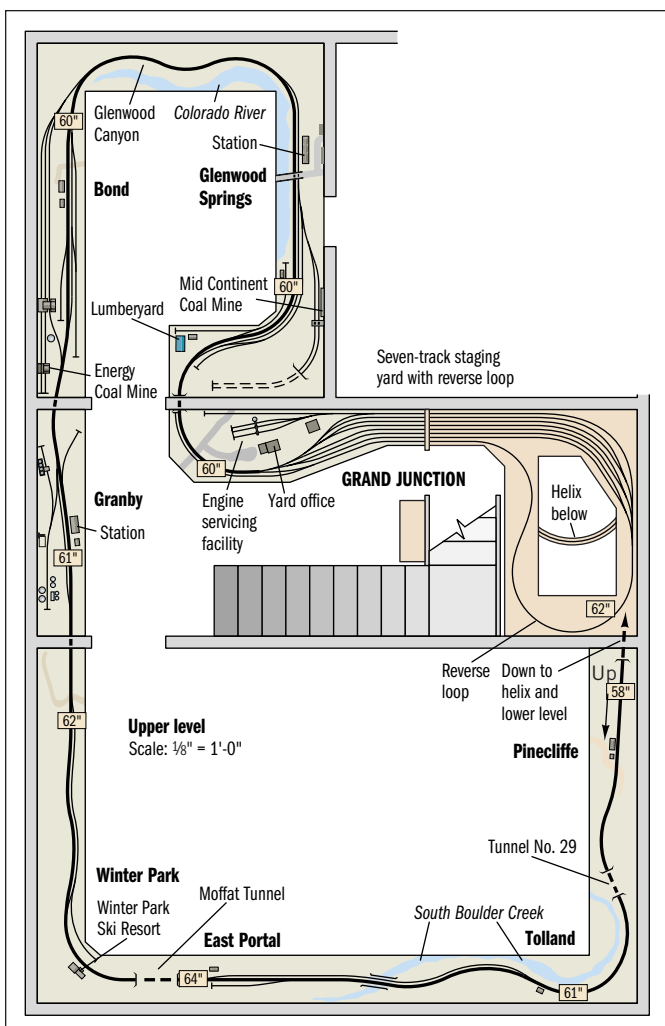 Glenwood
Canyon
Colorado River
60"
Station
Bond
Glenwood
Springs
Mid Continent
Coal Mine
60"
Lumberyard
Energy
Coal Mine
Seven-track staging
yard with reverse loop
60"
GRAND JUNCTION
Granby
Engine
servicing
facility
Yard office
Helix
below
Station
61"
62"
Reverse
loop
Down to
helix and
lower level
Up
58"
62"
Upper level
Scale: 1/8" = 1'-0"
Pinecliffe
Tunnel No. 29
Winter Park
Winter Park
Ski Resort
Moffat Tunnel
East Portal
South Boulder Creek
Tolland
64"
61"